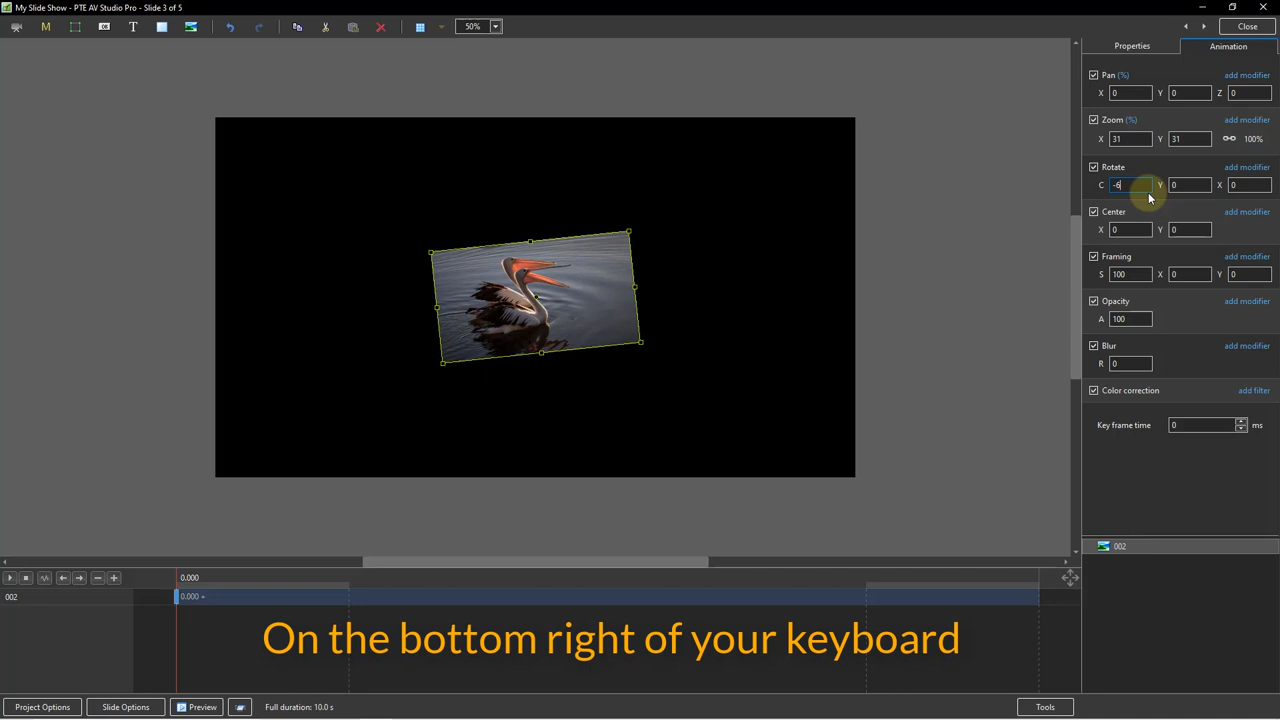 My Slide Show - PTE AV Studio Pro - Slide 3 of 5
M OK T 50% Close
Properties Animation
Pan (%) add modifier
X 0 Y 0 Z 0
Zoom (%) add modifier
X 31 Y 31 100%
Rotate add modifier
C -6 Y 0 X 0
Center add modifier
X 0 Y 0
Framing add modifier
S 100 X 0 Y 0
Opacity add modifier
A 100
Blur add modifier
R 0
Color correction add filter
Key frame time 0 ms
002
0.000
002 0.000 +
On the bottom right of your keyboard
Project Options Slide Options Preview Full duration: 10.0 s Tools